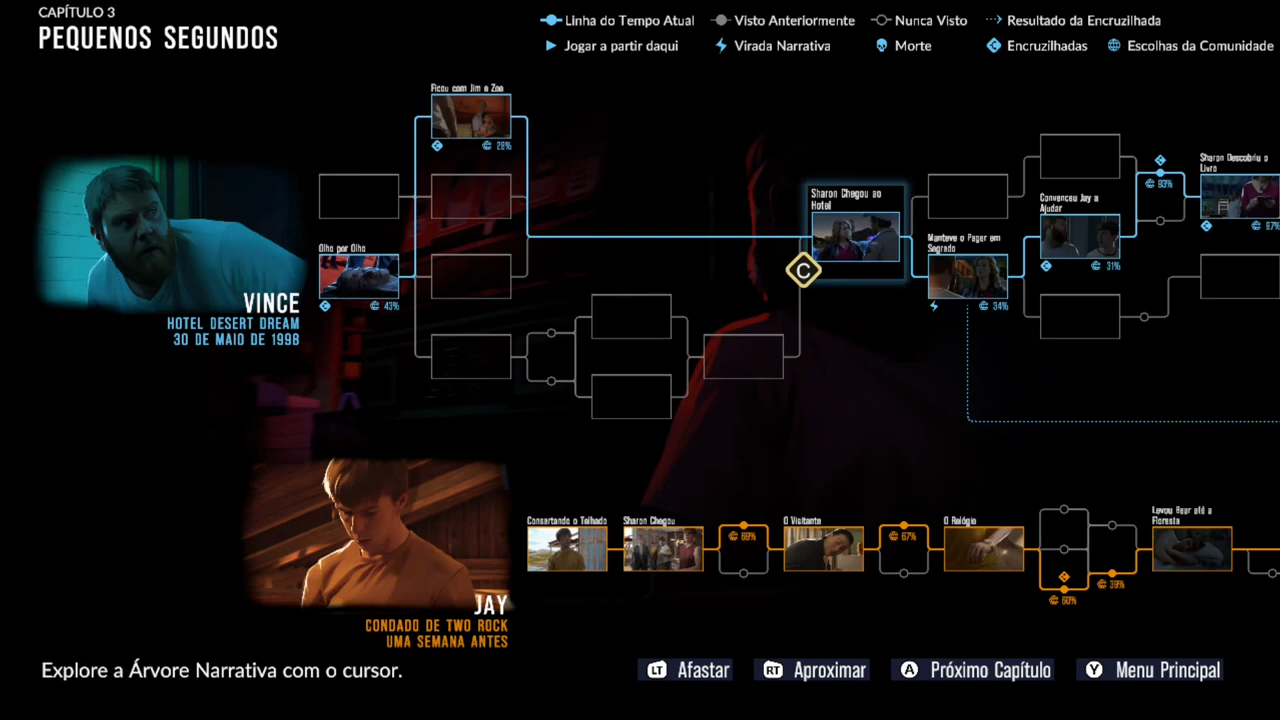 CAPÍTULO 3
PEQUENOS SEGUNDOS
Linha do Tempo Atual
Visto Anteriormente
Nunca Visto
Resultado da Encruzilhada
Jogar a partir daqui
Virada Narrativa
Morte
Encruzilhadas
Escolhas da Comunidade
Ficou com Jim e Zoe
28%
Olho por Olho
43%
Sharon Chegou ao
Hotel
C
Manteve o Pager em
Segredo
34%
Convenceu Jay a
Ajudar
31%
93%
Sharon Descobriu o
Livro
87%
VINCE
HOTEL DESERT DREAM
30 DE MAIO DE 1998
Consertando o Telhado
Sharon Chegou
69%
O Visitante
67%
O Relógio
60%
39%
Levou Bear até a
Floresta
JAY
CONDADO DE TWO ROCK
UMA SEMANA ANTES
Explore a Árvore Narrativa com o cursor.
LT Afastar
RT Aproximar
A Próximo Capítulo
Y Menu Principal